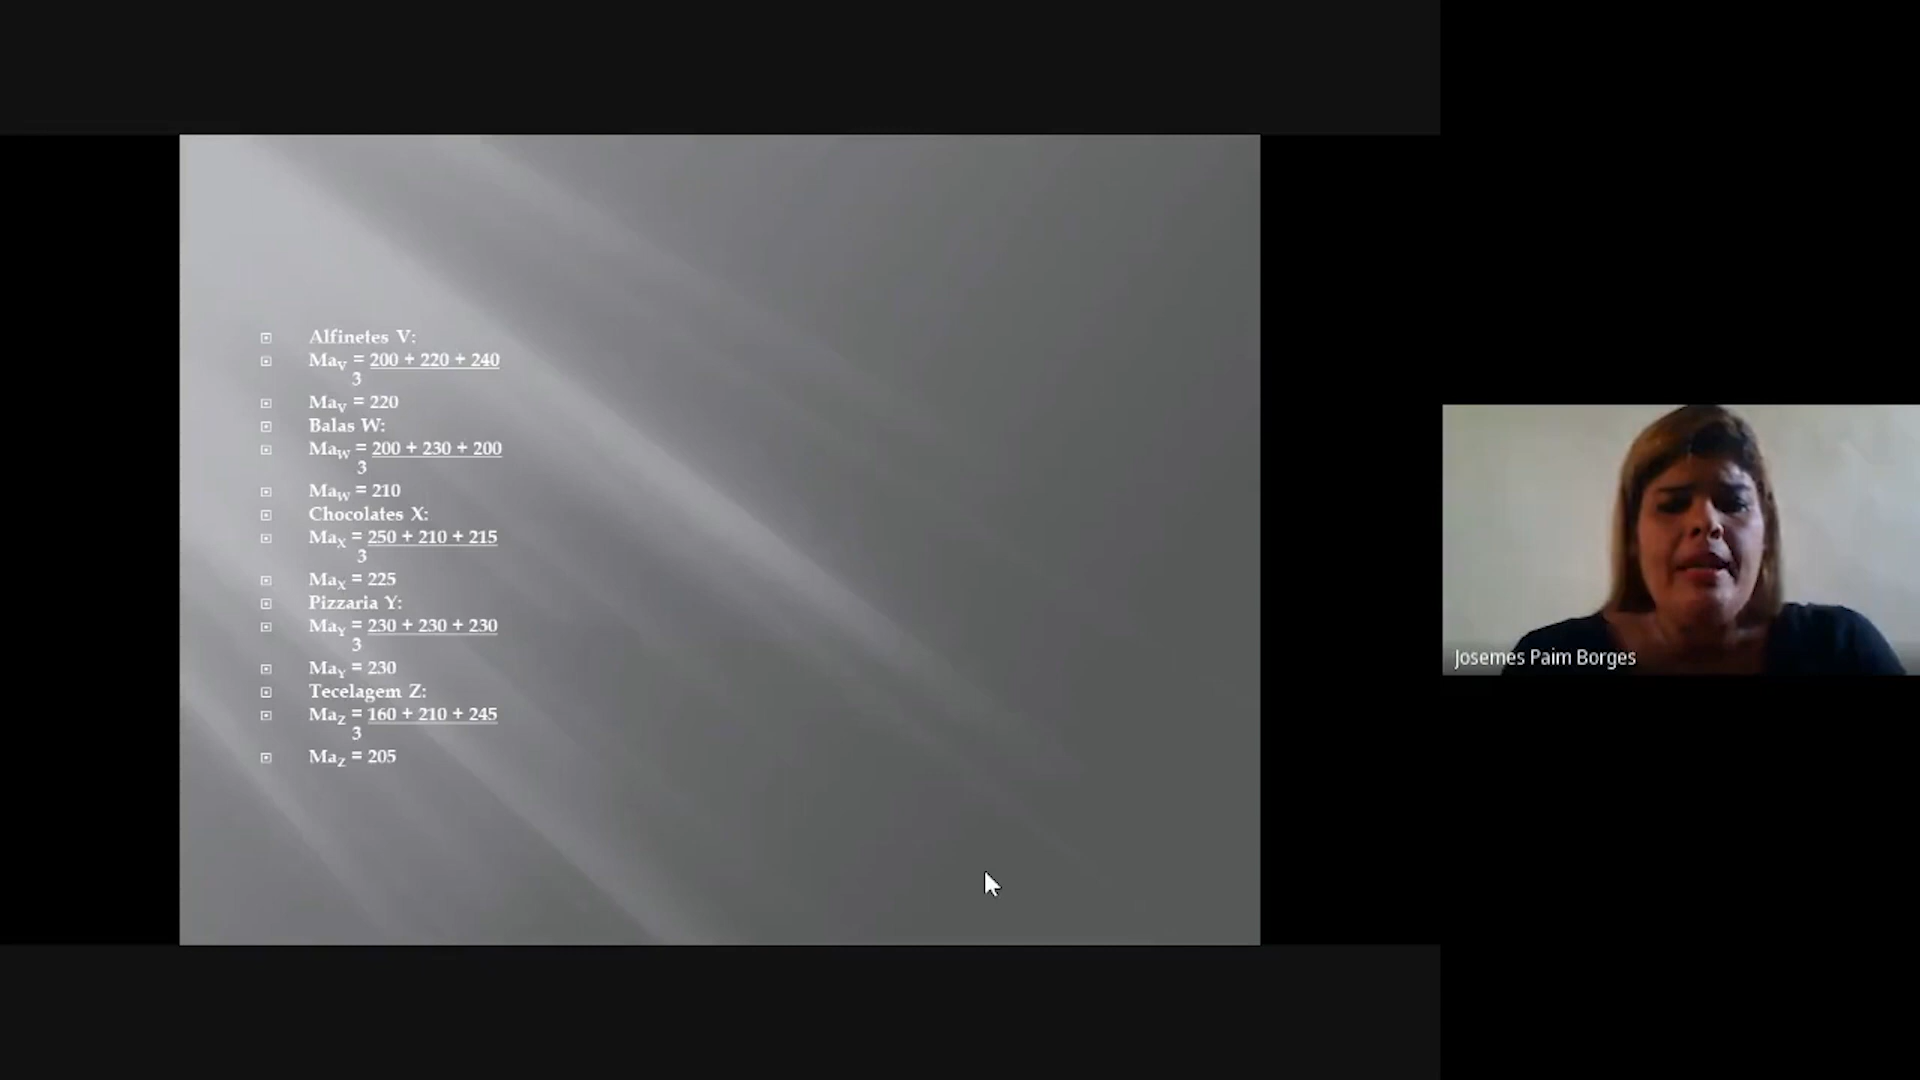 Alfinetes V:
Mav = 200 + 220 + 240
3
Mav = 220
Balas W:
Maw = 200 + 230 + 200
3
Maw = 210
Chocolates X:
Max = 250 + 210 + 215
3
Max = 225
Pizzaria Y:
MaY = 230 + 230 + 230
3
MaY = 230
Tecelagem Z:
MaZ = 160 + 210 + 245
3
MaZ = 205
Josemes Paim Borges